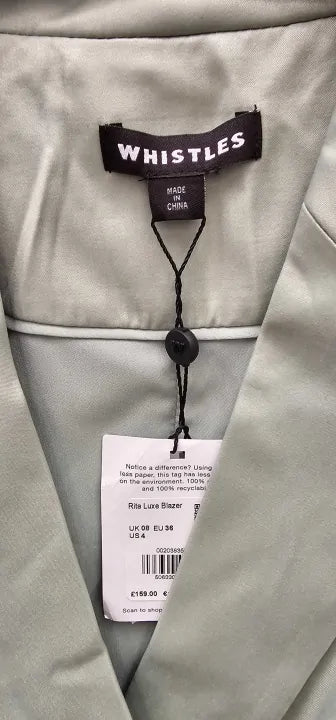 WHISTLES
MADE
IN
CHINA
Notice a difference? Using
less paper, this tag has less
on the environment. 100%
and 100% recyclabl
Rita Luxe Blazer
UK 08 EU 36
US 4
£159.00 €
Scan to shop